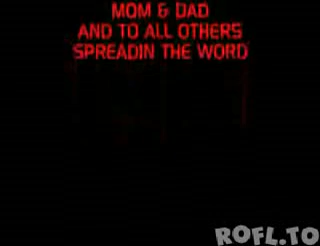 MOM & DAD
AND TO ALL OTHERS
SPREADIN THE WORD
ROFL.TO